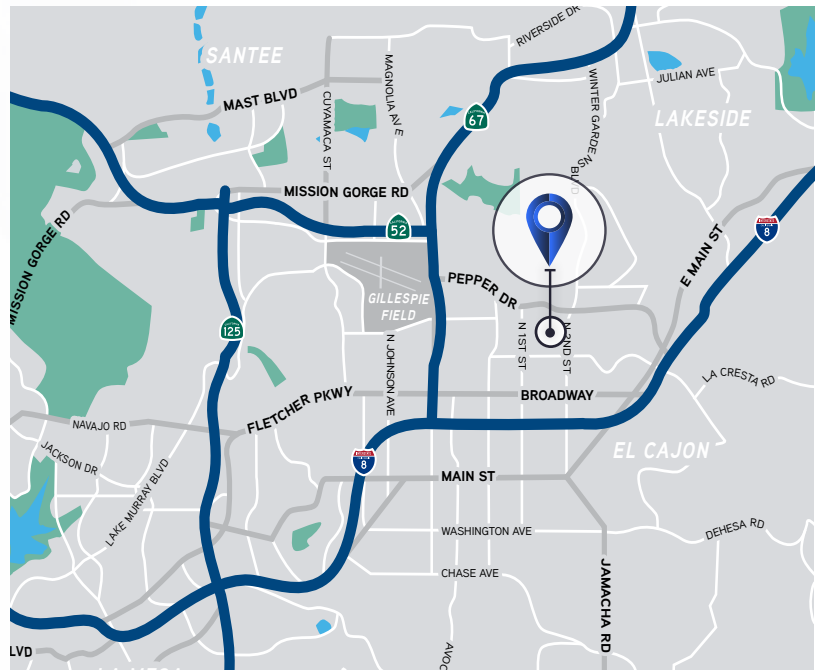 RIVERSIDE DR
SANTEE
MAGNOLIA AVE
WINTER GARDENS
BLVD
JULIAN AVE
MAST BLVD
CUYAMACA ST
67
LAKESIDE
MISSION GORGE RD
MISSION GORGE RD
52
8
E MAIN ST
PEPPER DR
GILLESPIE
FIELD
125
N JOHNSON AVE
N 1ST ST
N 2ND ST
LA CRESTA RD
FLETCHER PKWY
BROADWAY
NAVAJO RD
JACKSON DR
LAKE MURRAY BLVD
8
EL CAJON
MAIN ST
WASHINGTON AVE
DEHESA RD
CHASE AVE
JAMACHA RD
LVD
AVOC